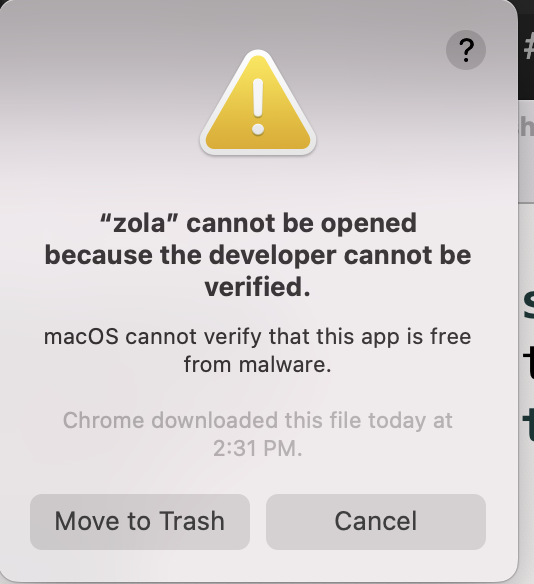 ?
“zola” cannot be opened
because the developer cannot be
verified.
macOS cannot verify that this app is free
from malware.
Chrome downloaded this file today at
2:31 PM.
Move to Trash
Cancel